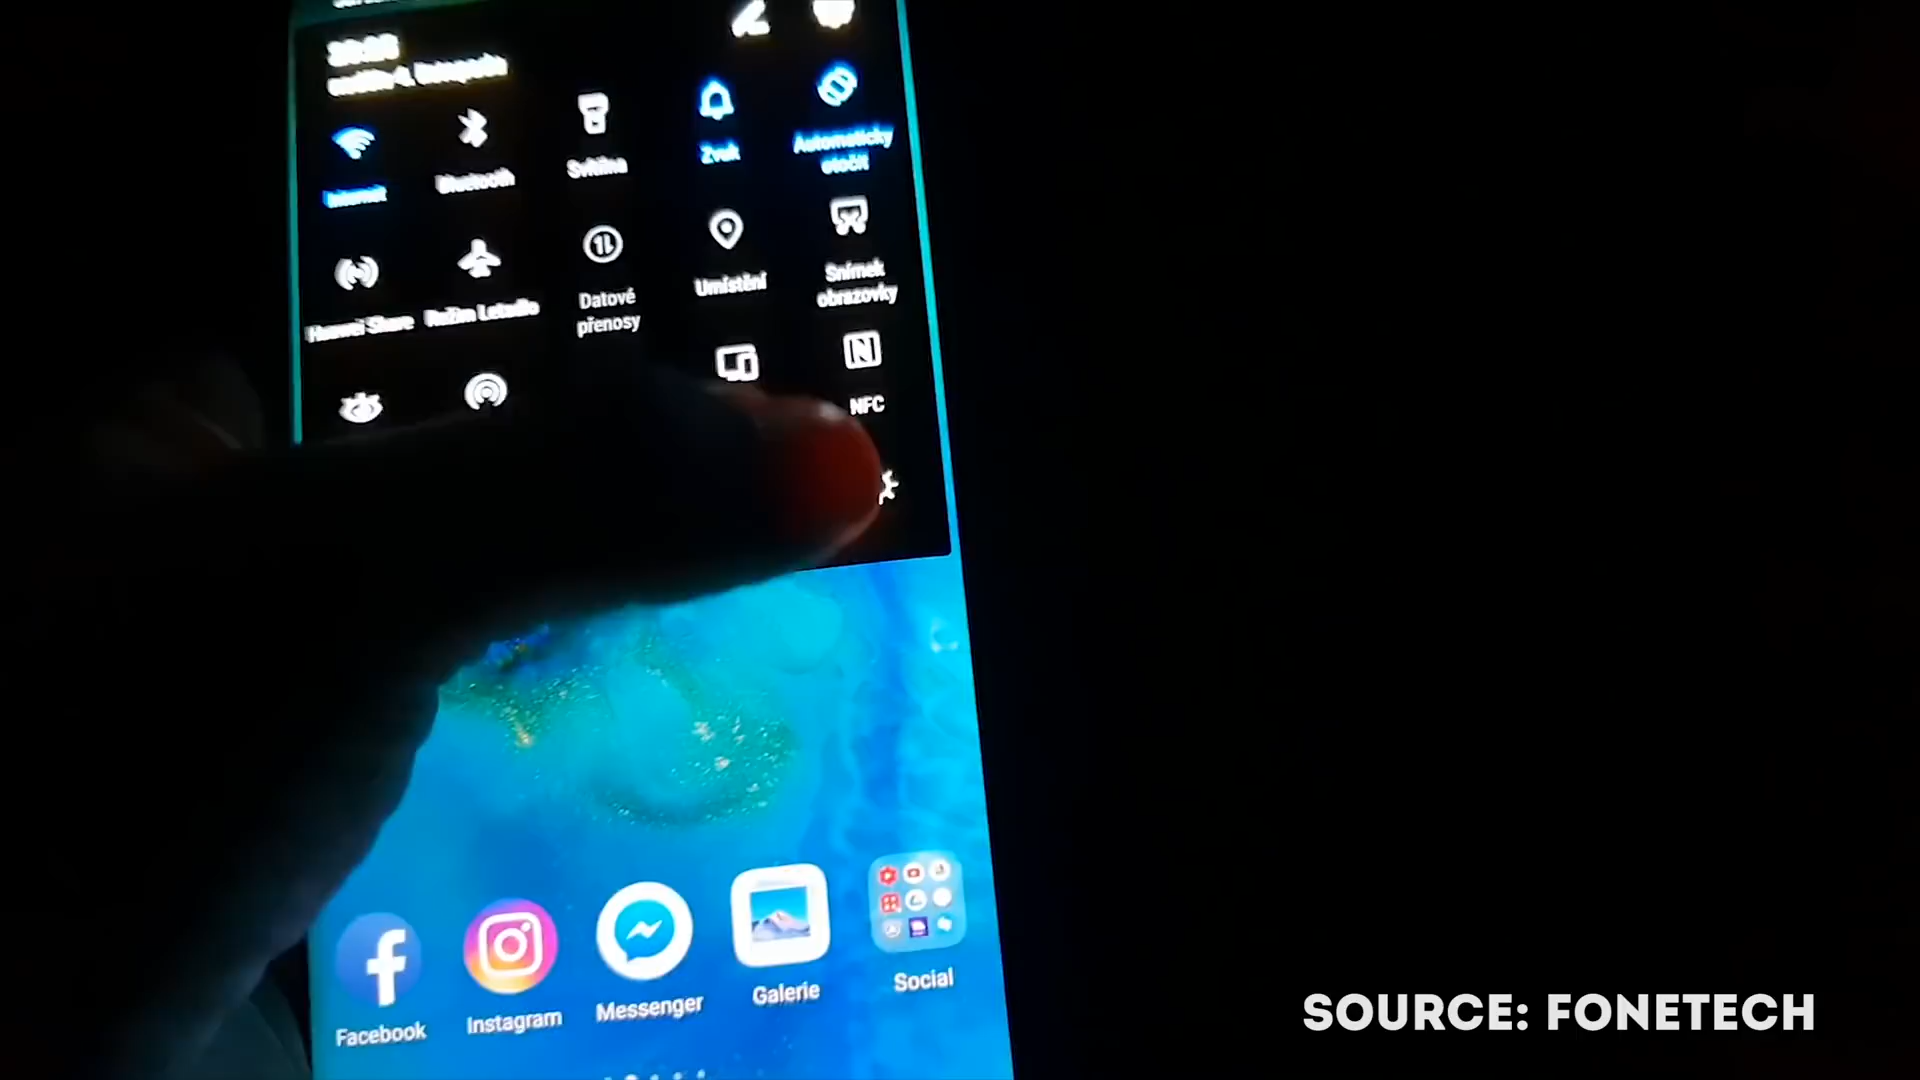 Internet
Bluetooth
Svítilna
Zvuk
Automaticky
otočit
Huawei Share
Režim Letadlo
Datové
přenosy
Umístění
Snímek
obrazovky
NFC
Facebook
Instagram
Messenger
Galerie
Social
SOURCE: FONETECH